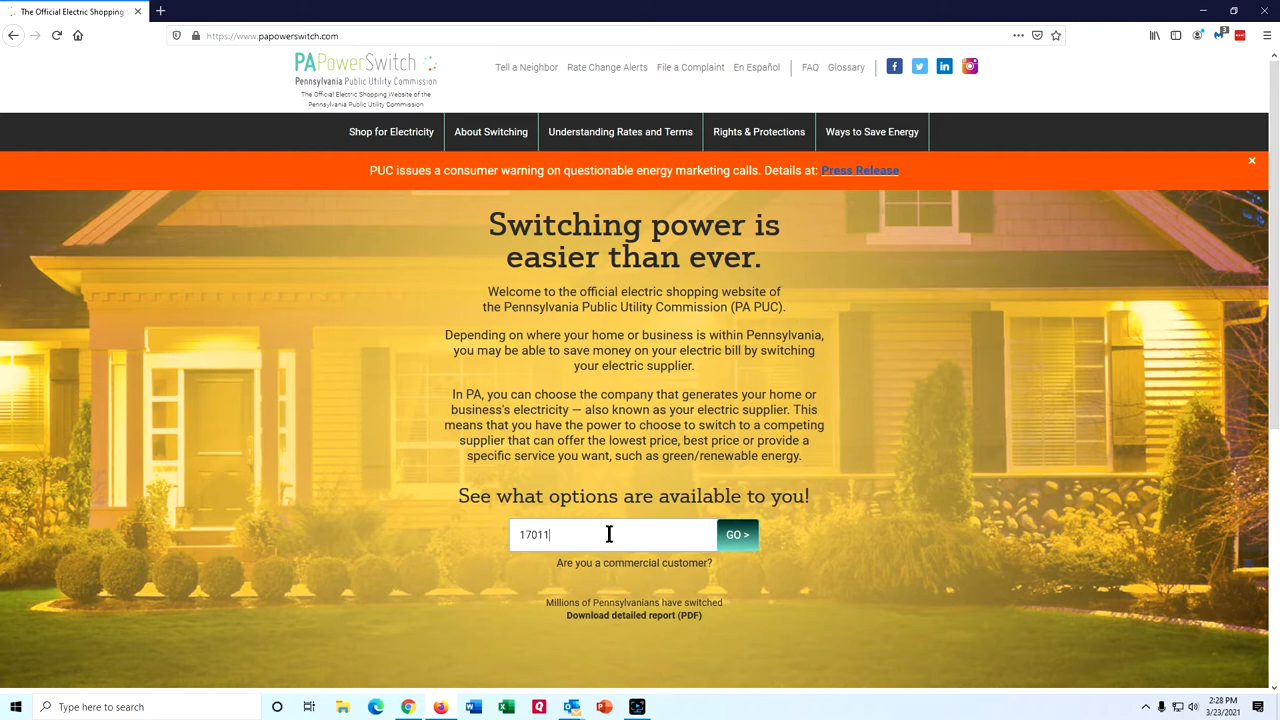 The Official Electric Shopping
https://www.papowerswitch.com
3
PAPowerSwitch
Pennsylvania Public Utility Commission
The Official Electric Shopping Website of the
Pennsylvania Public Utility Commission
Tell a Neighbor
Rate Change Alerts
File a Complaint
En Español
FAQ
Glossary
Shop for Electricity
About Switching
Understanding Rates and Terms
Rights & Protections
Ways to Save Energy
PUC issues a consumer warning on questionable energy marketing calls. Details at: Press Release
Switching power is
easier than ever.
Welcome to the official electric shopping website of
the Pennsylvania Public Utility Commission (PA PUC).
Depending on where your home or business is within Pennsylvania,
you may be able to save money on your electric bill by switching
your electric supplier.
In PA, you can choose the company that generates your home or
business's electricity — also known as your electric supplier. This
means that you have the power to choose to switch to a competing
supplier that can offer the lowest price, best price or provide a
specific service you want, such as green/renewable energy.
See what options are available to you!
17011
GO >
Are you a commercial customer?
Millions of Pennsylvanians have switched
Download detailed report (PDF)
Type here to search
2:28 PM
3/23/2021